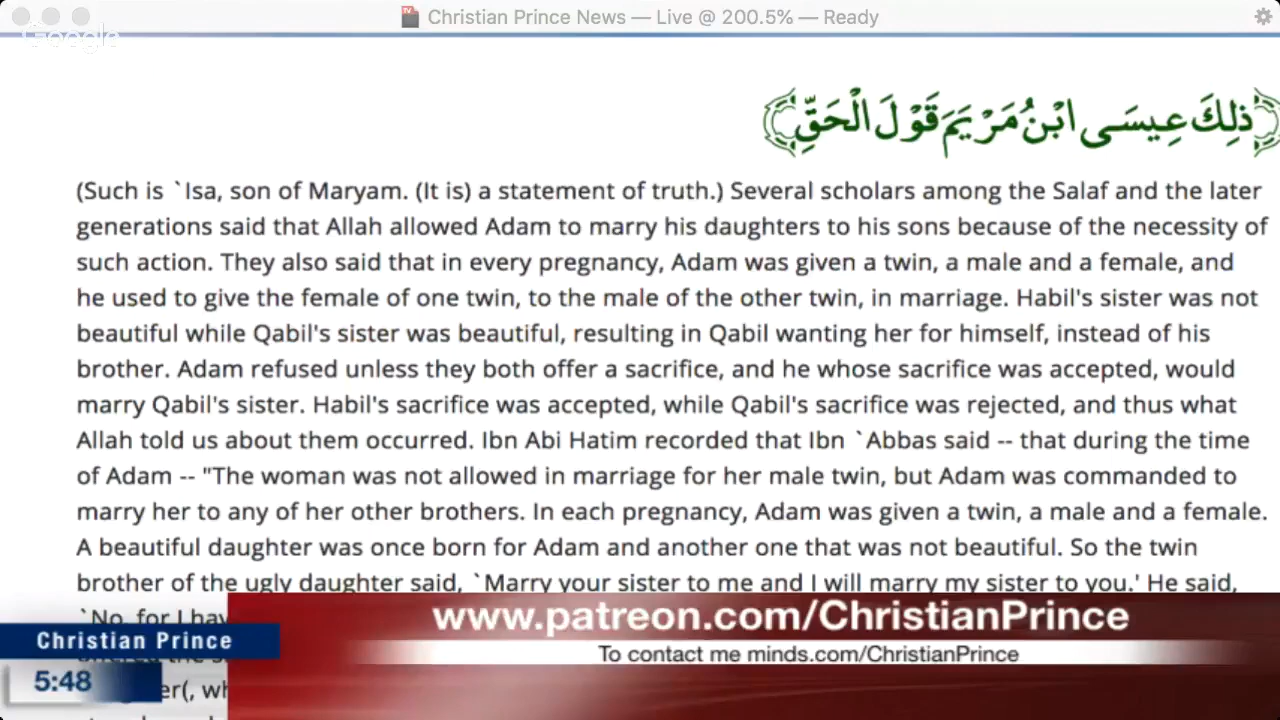 Christian Prince News — Live @ 200.5% — Ready
Google
﴿ذَلِكَ عِيسَى ابْنُ مَرْيَمَ قَوْلَ الْحَقِّ﴾
(Such is `Isa, son of Maryam. (It is) a statement of truth.) Several scholars among the Salaf and the later
generations said that Allah allowed Adam to marry his daughters to his sons because of the necessity of
such action. They also said that in every pregnancy, Adam was given a twin, a male and a female, and
he used to give the female of one twin, to the male of the other twin, in marriage. Habil's sister was not
beautiful while Qabil's sister was beautiful, resulting in Qabil wanting her for himself, instead of his
brother. Adam refused unless they both offer a sacrifice, and he whose sacrifice was accepted, would
marry Qabil's sister. Habil's sacrifice was accepted, while Qabil's sacrifice was rejected, and thus what
Allah told us about them occurred. Ibn Abi Hatim recorded that Ibn `Abbas said -- that during the time
of Adam -- "The woman was not allowed in marriage for her male twin, but Adam was commanded to
marry her to any of her other brothers. In each pregnancy, Adam was given a twin, a male and a female.
A beautiful daughter was once born for Adam and another one that was not beautiful. So the twin
brother of the ugly daughter said, `Marry your sister to me and I will marry my sister to you.' He said,
`No, for I hav
www.patreon.com/ChristianPrince
Christian Prince
To contact me minds.com/ChristianPrince
5:48
er(, wh